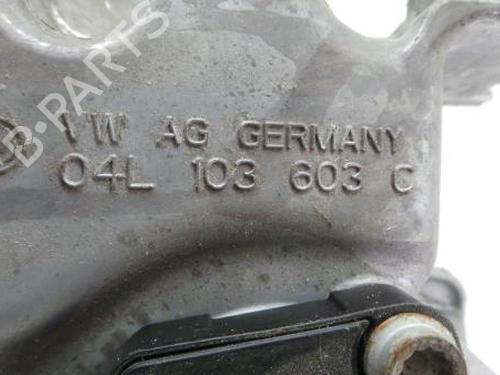 VW AG GERMANY
04L 103 603 C
B-PARTS